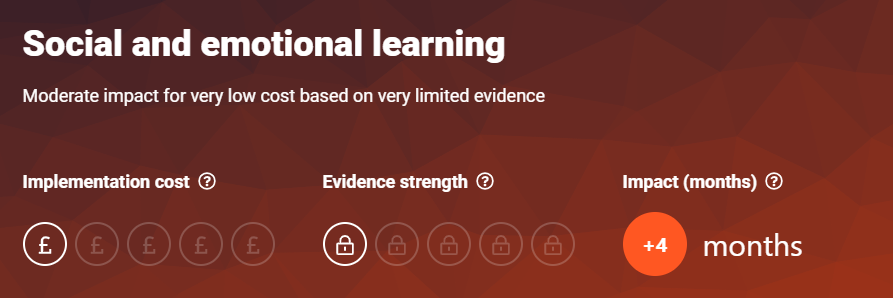 Social and emotional learning
Moderate impact for very low cost based on very limited evidence
Implementation cost ? Evidence strength ? Impact (months) ?
£ £ £ £ £ +4 months